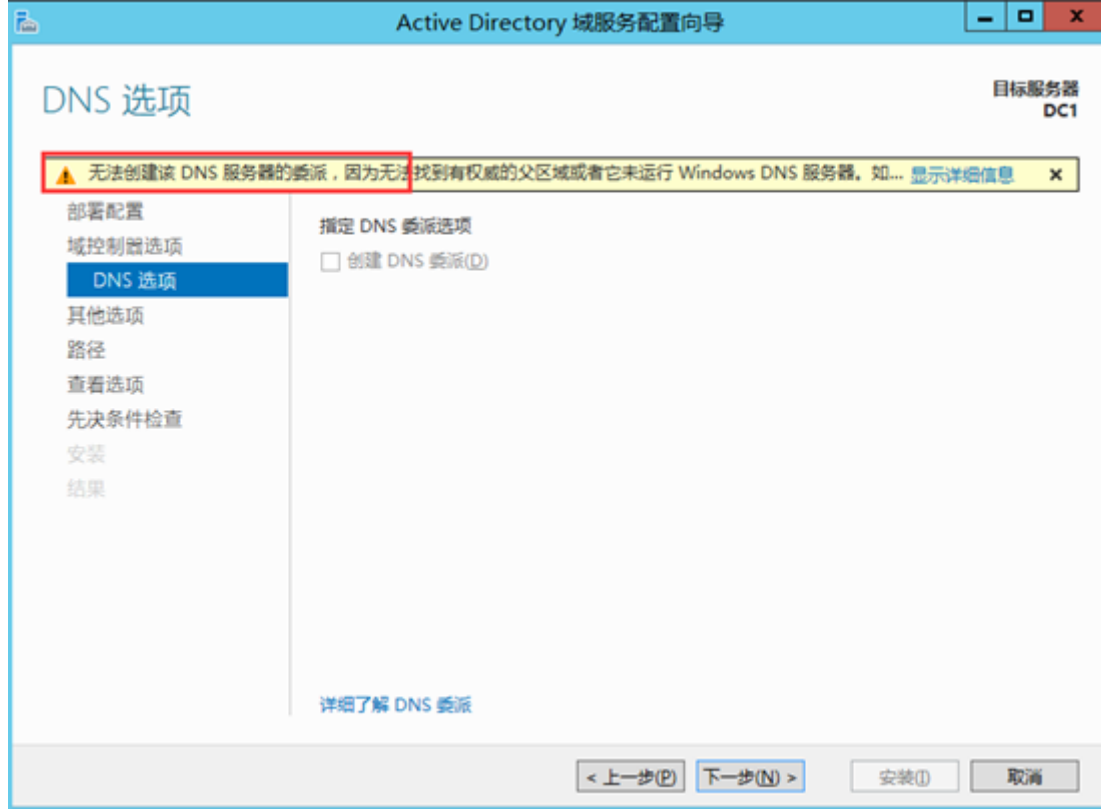 Active Directory 域服务配置向导
DNS 选项
目标服务器
DC1
无法创建该 DNS 服务器的委派，因为无法找到有权威的父区域或者它未运行 Windows DNS 服务器。如... 显示详细信息
部署配置
域控制器选项
DNS 选项
其他选项
路径
查看选项
先决条件检查
安装
结果
指定 DNS 委派选项
创建 DNS 委派(D)
详细了解 DNS 委派
< 上一步(P)
下一步(N) >
安装(I)
取消